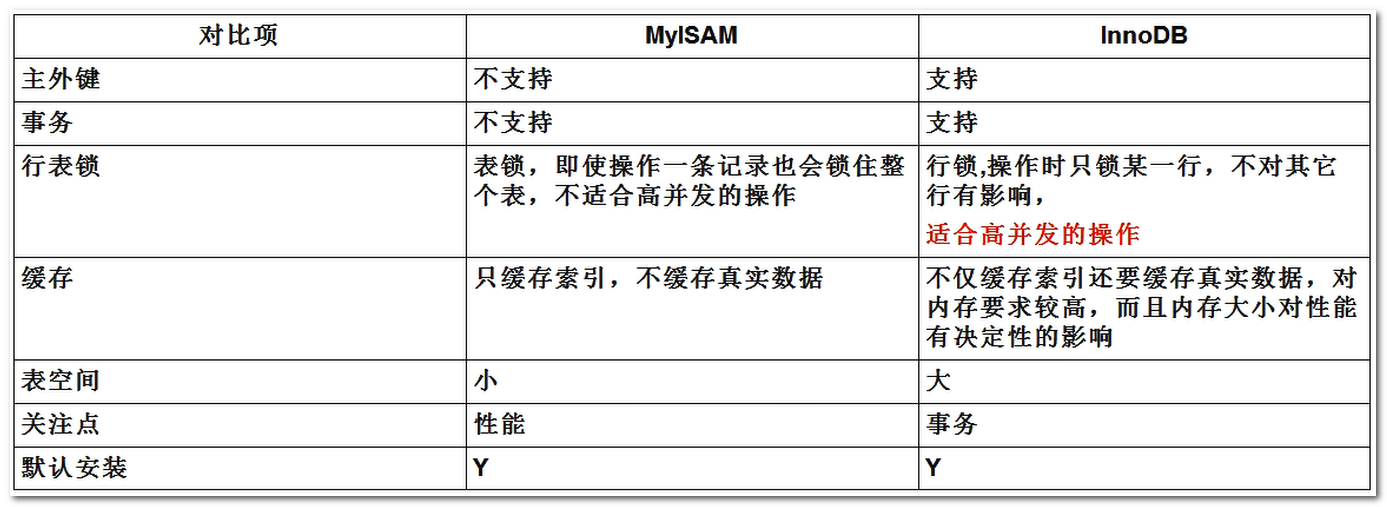 对比项 MyISAM InnoDB
主外键 不支持 支持
事务 不支持 支持
行表锁 表锁，即使操作一条记录也会锁住整 行锁,操作时只锁某一行，不对其它
个表，不适合高并发的操作 行有影响，
适合高并发的操作
缓存 只缓存索引，不缓存真实数据 不仅缓存索引还要缓存真实数据，对
内存要求较高，而且内存大小对性能
有决定性的影响
表空间 小 大
关注点 性能 事务
默认安装 Y Y